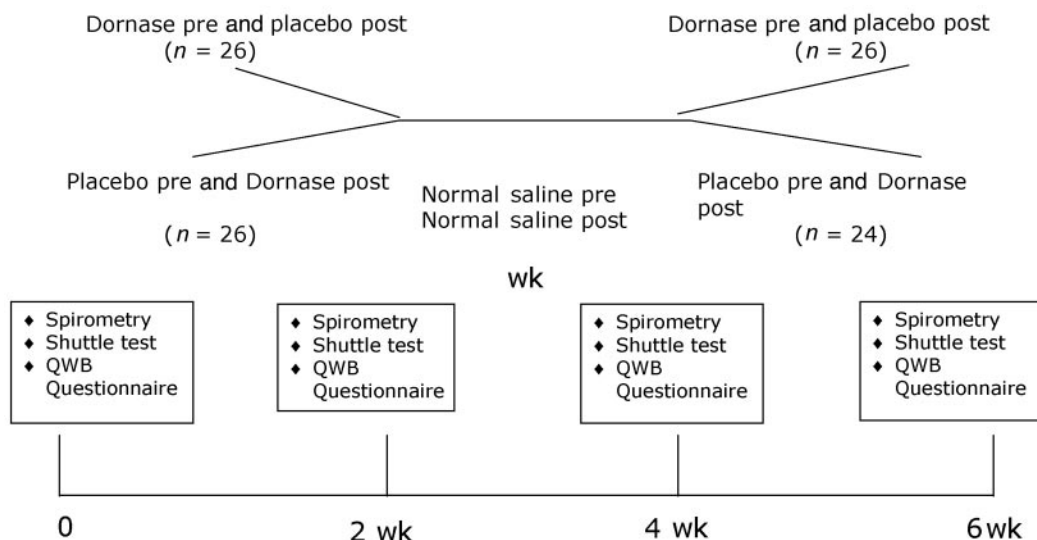 Dornase pre and placebo post
(n = 26)
Dornase pre and placebo post
(n = 26)
Placebo pre and Dornase post
(n = 26)
Normal saline pre
Normal saline post
Placebo pre and Dornase
post
(n = 24)
wk
♦ Spirometry
♦ Shuttle test
♦ QWB
Questionnaire
♦ Spirometry
♦ Shuttle test
♦ QWB
Questionnaire
♦ Spirometry
♦ Shuttle test
♦ QWB
Questionnaire
♦ Spirometry
♦ Shuttle test
♦ QWB
Questionnaire
0
2 wk
4 wk
6 wk